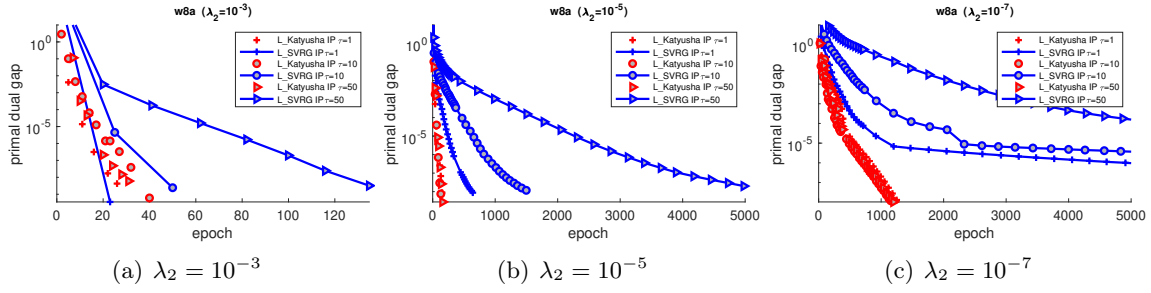 w8a (λ₂=10⁻³)
primal dual gap
10⁰
10⁻⁵
L_Katyusha IP τ=1
L_SVRG IP τ=1
L_Katyusha IP τ=10
L_SVRG IP τ=10
L_Katyusha IP τ=50
L_SVRG IP τ=50
0 20 40 60 80 100 120
epoch
(a) λ₂ = 10⁻³
w8a (λ₂=10⁻⁵)
primal dual gap
10⁰
10⁻⁵
L_Katyusha IP τ=1
L_SVRG IP τ=1
L_Katyusha IP τ=10
L_SVRG IP τ=10
L_Katyusha IP τ=50
L_SVRG IP τ=50
0 1000 2000 3000 4000 5000
epoch
(b) λ₂ = 10⁻⁵
w8a (λ₂=10⁻⁷)
primal dual gap
10⁰
10⁻⁵
L_Katyusha IP τ=1
L_SVRG IP τ=1
L_Katyusha IP τ=10
L_SVRG IP τ=10
L_Katyusha IP τ=50
L_SVRG IP τ=50
0 1000 2000 3000 4000 5000
epoch
(c) λ₂ = 10⁻⁷